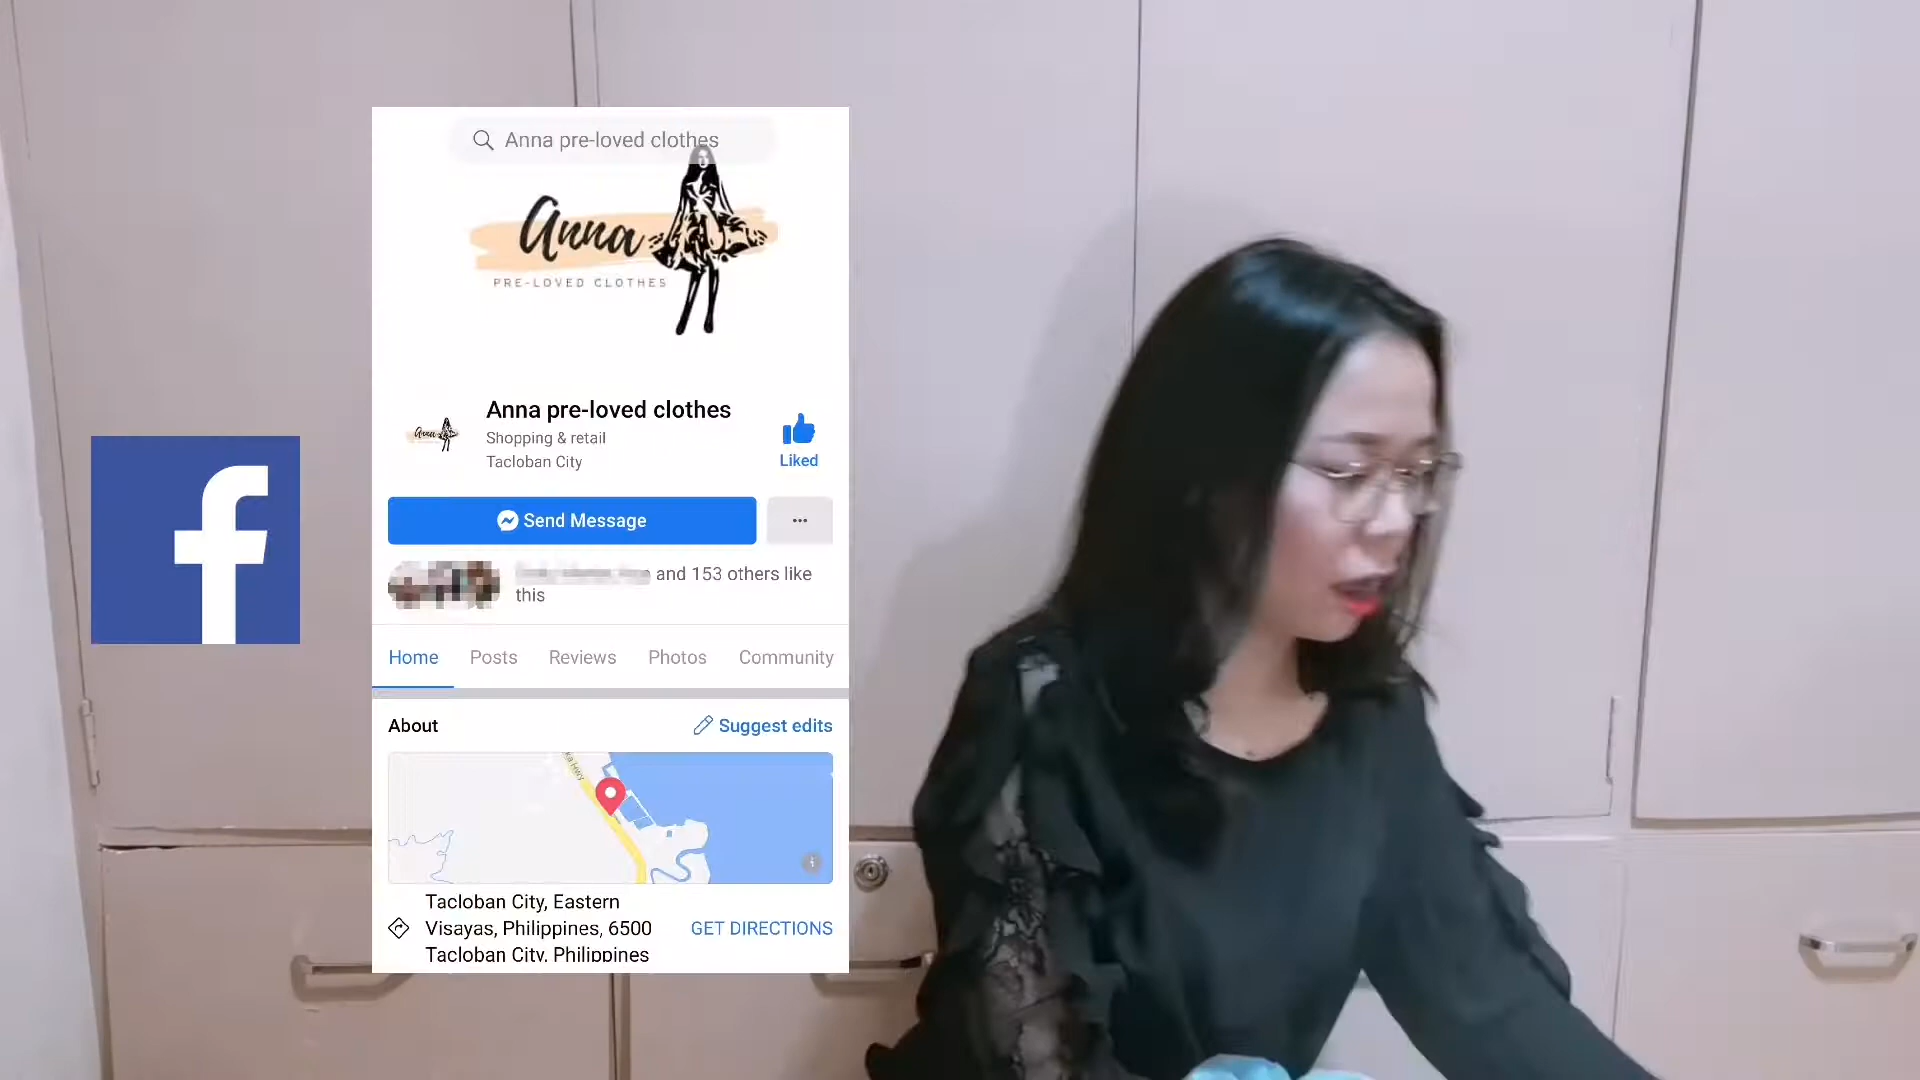 Anna pre-loved clothes
Anna
PRE-LOVED CLOTHES
Anna pre-loved clothes
Shopping & retail
Tacloban City
Liked
Send Message
and 153 others like
this
Home Posts Reviews Photos Community
About
Suggest edits
Tacloban City, Eastern
Visayas, Philippines, 6500
GET DIRECTIONS
Tacloban City, Philippines